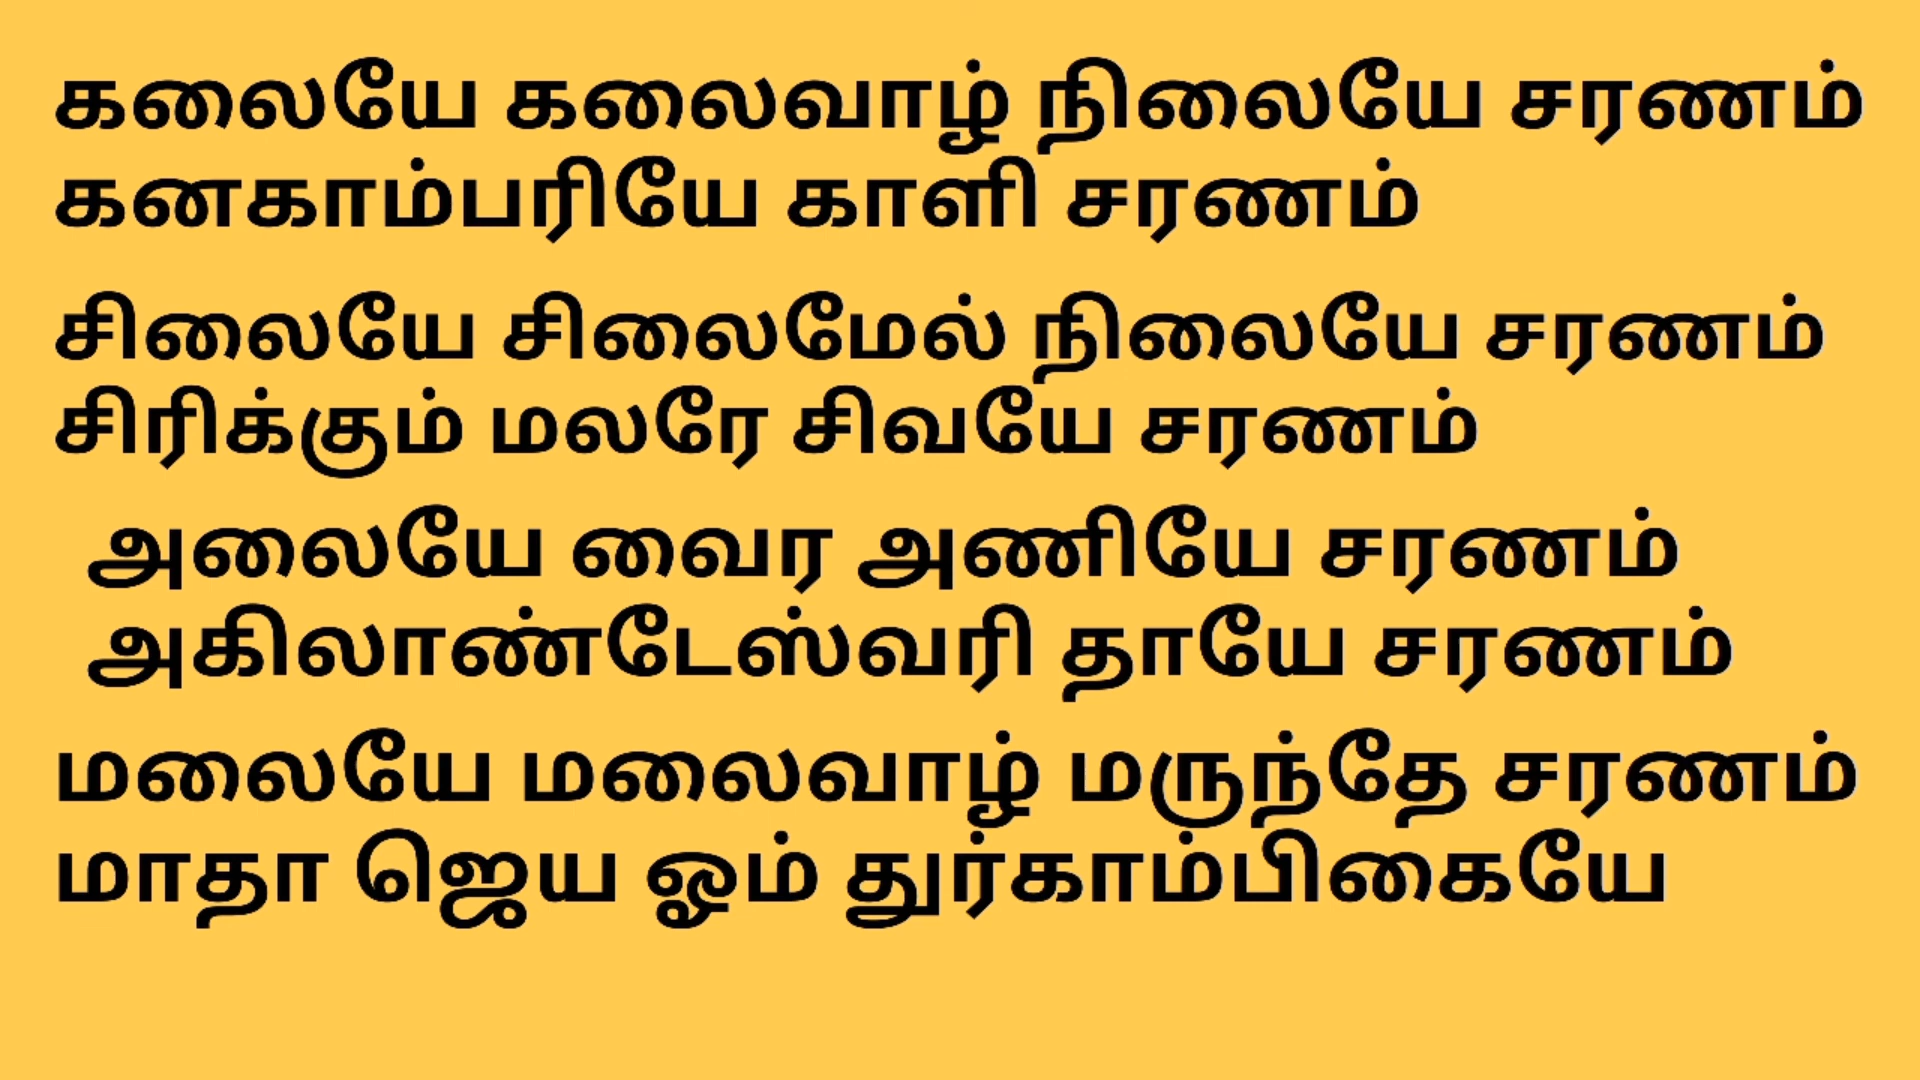 கலையே கலைவாழ் நிலையே சரணம்
கனகாம்பரியே காளி சரணம்
சிலையே சிலைமேல் நிலையே சரணம்
சிரிக்கும் மலரே சிவயே சரணம்
அலையே வைர அணியே சரணம்
அகிலாண்டேஸ்வரி தாயே சரணம்
மலையே மலைவாழ் மருந்தே சரணம்
மாதா ஜெய ஓம் துர்காம்பிகையே